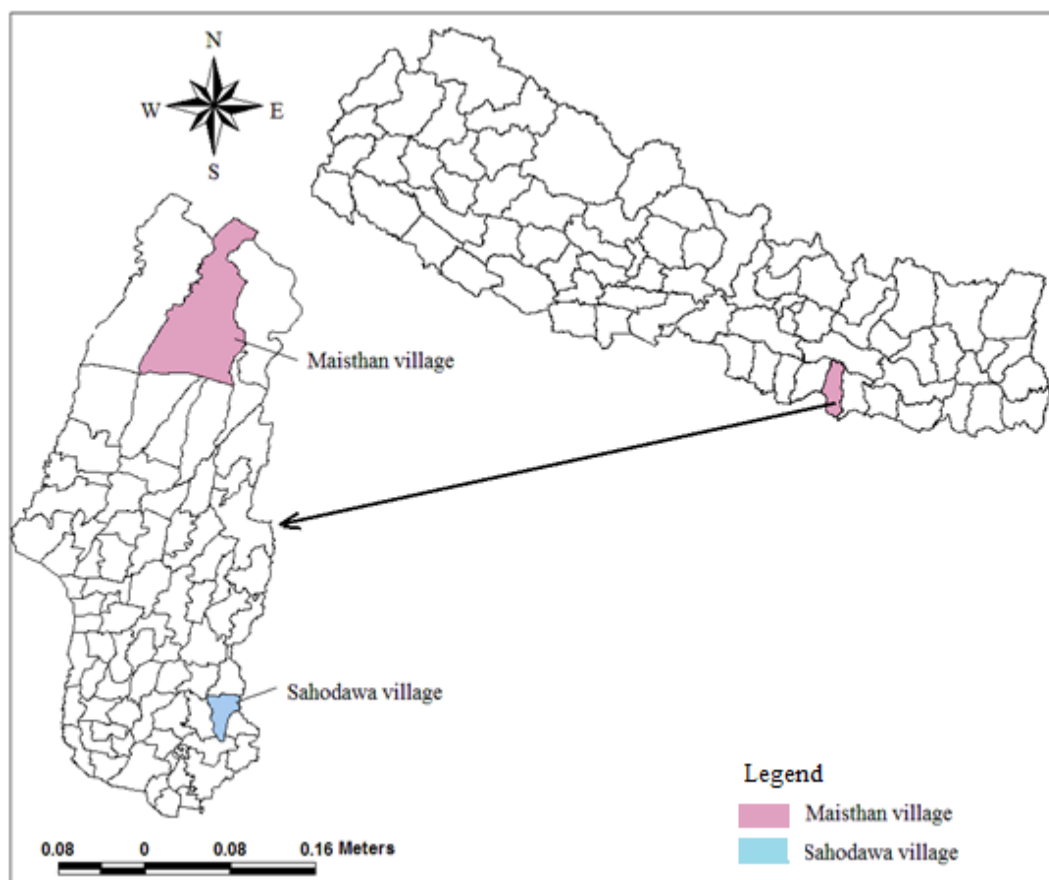 N
W E
S
Maisthan village
Sahodawa village
Legend
Maisthan village
Sahodawa village
0.08 0 0.08 0.16 Meters